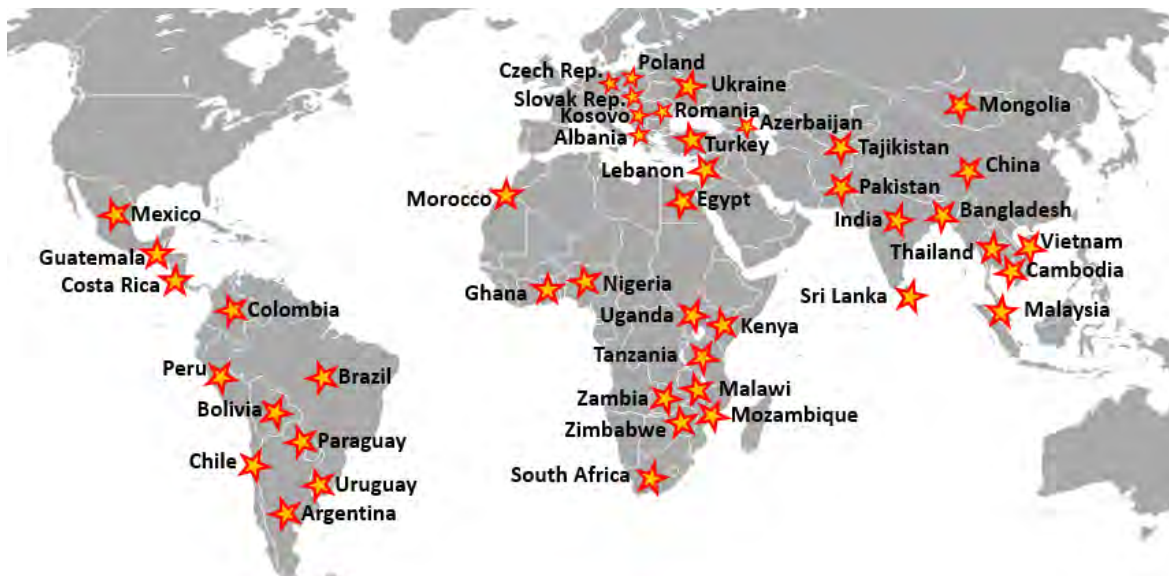 Poland
Czech Rep.
Ukraine
Slovak Rep.
Romania
Mongolia
Kosovo
Azerbaijan
Albania
Turkey
Tajikistan
China
Lebanon
Pakistan
Morocco
Egypt
Mexico
India
Bangladesh
Thailand
Vietnam
Guatemala
Cambodia
Costa Rica
Ghana
Nigeria
Sri Lanka
Colombia
Uganda
Kenya
Malaysia
Tanzania
Peru
Brazil
Malawi
Zambia
Bolivia
Mozambique
Zimbabwe
Paraguay
Chile
South Africa
Uruguay
Argentina